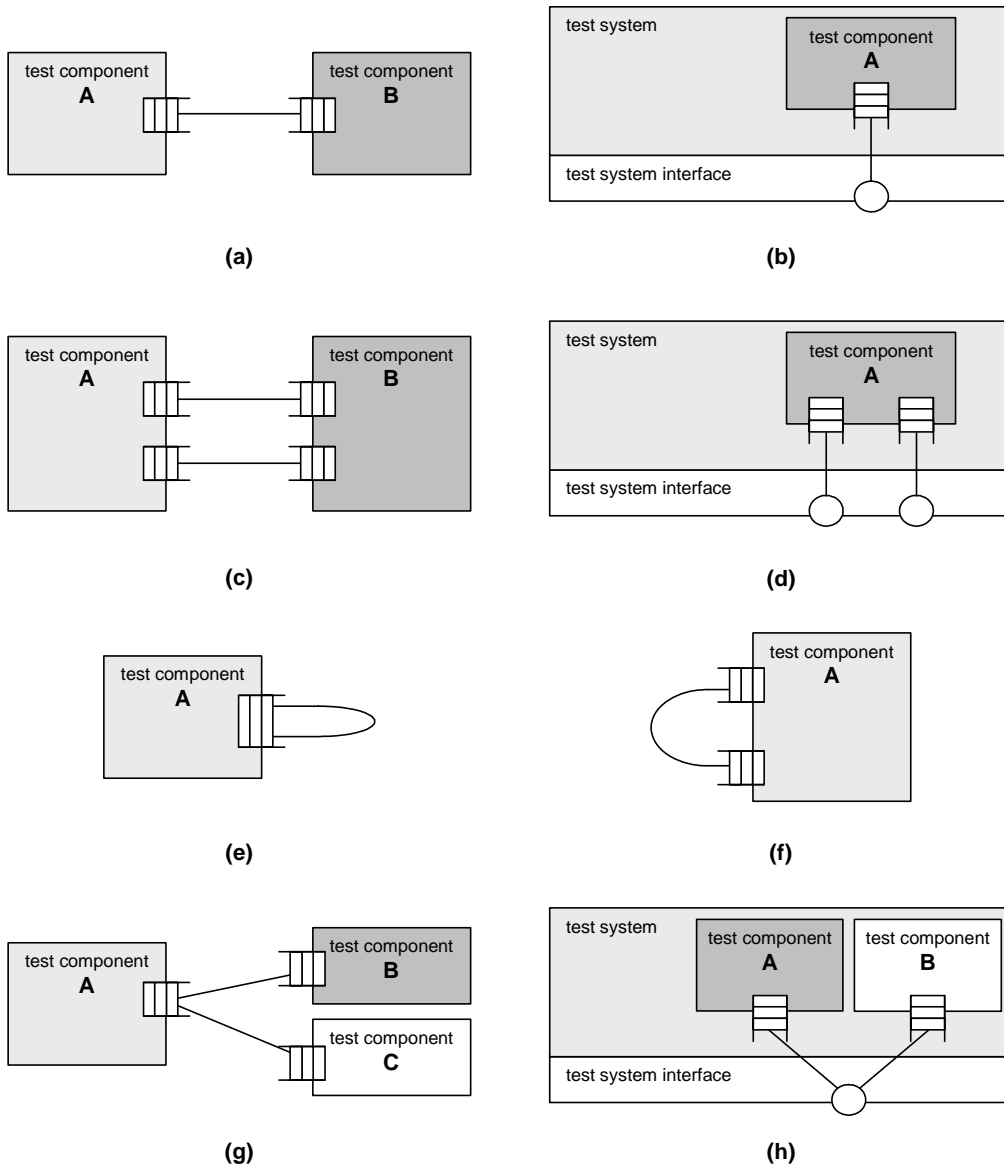 test component
A
test component
B
(a)
test system
test component
A
test system interface
(b)
test component
A
test component
B
(c)
test system
test component
A
test system interface
(d)
test component
A
(e)
test component
A
(f)
test component
A
test component
B
test component
C
(g)
test system
test component
A
test component
B
test system interface
(h)